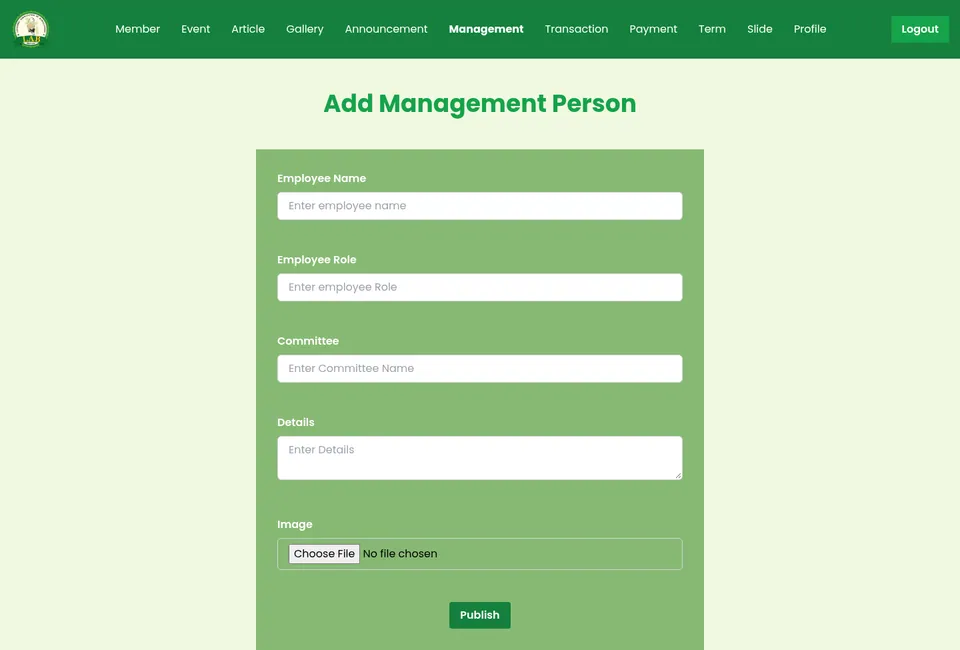 Member Event Article Gallery Announcement Management Transaction Payment Term Slide Profile Logout
Add Management Person
Employee Name
Enter employee name
Employee Role
Enter employee Role
Committee
Enter Committee Name
Details
Enter Details
Image
Choose File No file chosen
Publish